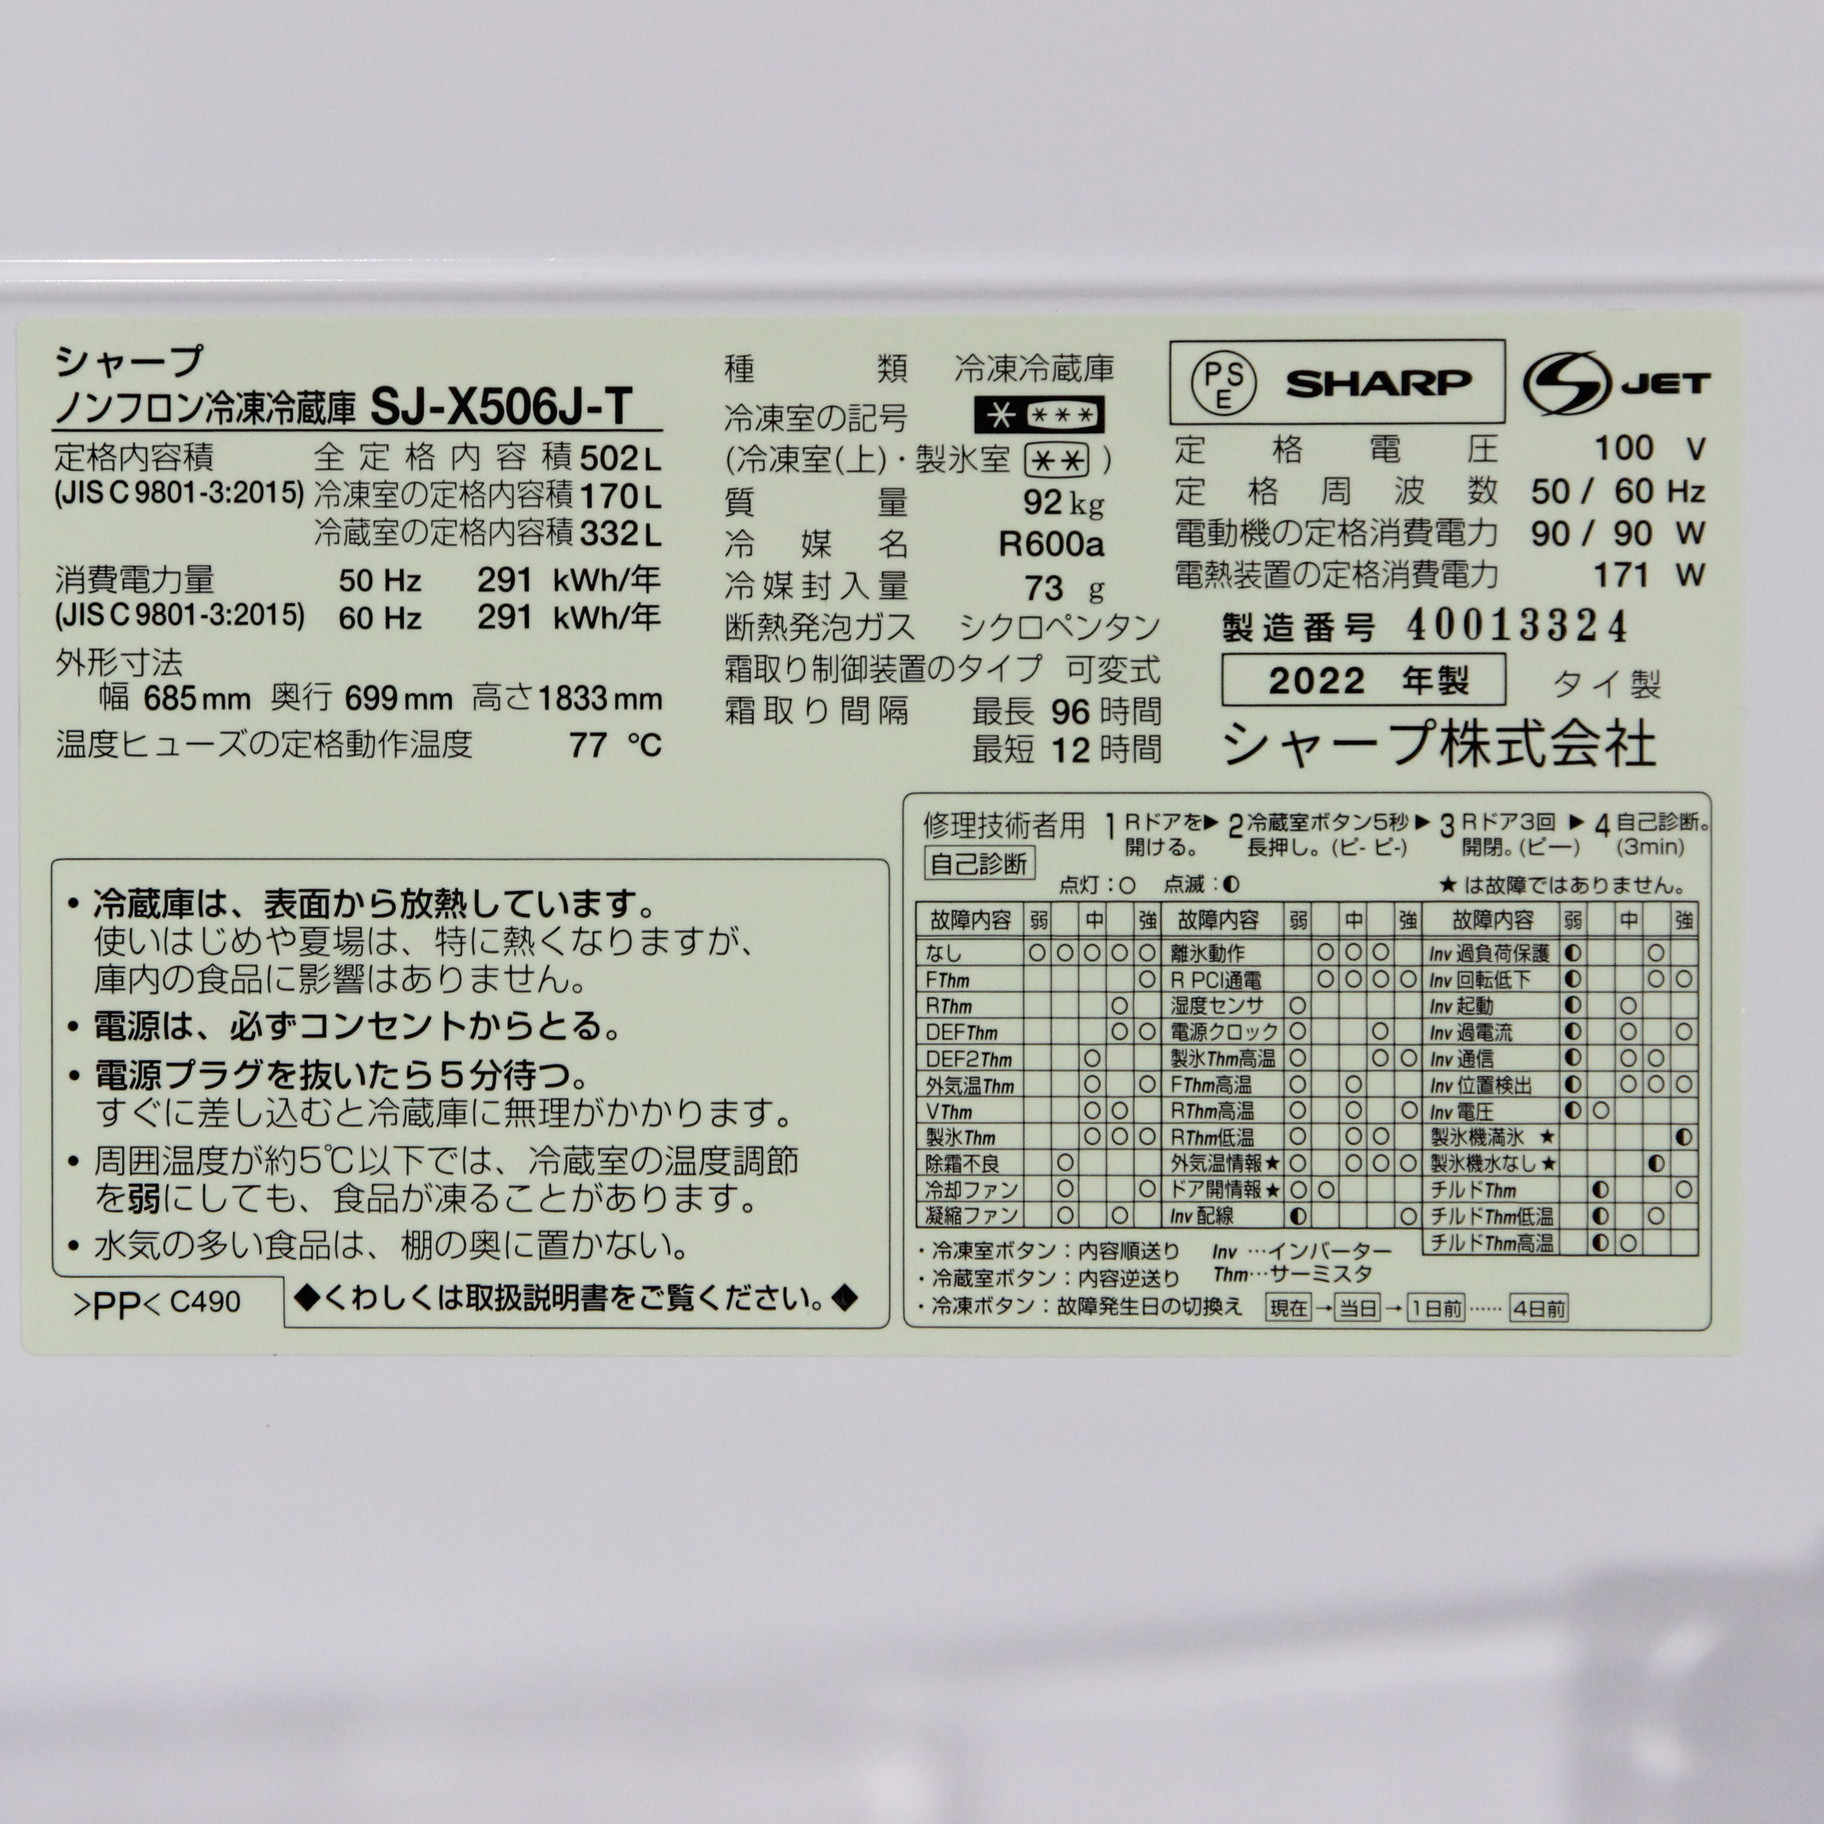 シャープ
ノンフロン冷凍冷蔵庫 SJ-X506J-T
定格内容積 全定格内容積 502 L
(JIS C 9801-3:2015) 冷凍室の定格内容積 170 L
冷蔵室の定格内容積 332 L
消費電力量 50 Hz 291 kWh/年
(JIS C 9801-3:2015) 60 Hz 291 kWh/年
外形寸法
幅 685 mm 奥行 699 mm 高さ 1833 mm
温度ヒューズの定格動作温度 77 ℃
種類 冷凍冷蔵庫
冷凍室の記号 * ***
(冷凍室(上)・製氷室 ** )
質量 92 kg
冷媒名 R600a
冷媒封入量 73 g
断熱発泡ガス シクロペンタン
霜取り制御装置のタイプ 可変式
霜取り間隔 最長 96 時間
最短 12 時間
PSE SHARP S JET
定格電圧 100 V
定格周波数 50 / 60 Hz
電動機の定格消費電力 90 / 90 W
電熱装置の定格消費電力 171 W
製造番号 40013324
2022 年製 タイ製
シャープ株式会社
• 冷蔵庫は、表面から放熱しています。
使いはじめや夏場は、特に熱くなりますが、
庫内の食品に影響はありません。
• 電源は、必ずコンセントからとる。
• 電源プラグを抜いたら5分待つ。
すぐに差し込むと冷蔵庫に無理がかかります。
• 周囲温度が約5℃以下では、冷蔵室の温度調節
を弱にしても、食品が凍ることがあります。
• 水気の多い食品は、棚の奥に置かない。
>PP< C490 ◆くわしくは取扱説明書をご覧ください。◆
修理技術者用 1 Rドアを▶ 2 冷蔵室ボタン5秒▶ 3 Rドア3回 ▶ 4 自己診断。
自己診断 開ける。 長押し。(ピ- ピ-) 開閉。(ピー) (3min)
点灯：○ 点滅：◐ ★は故障ではありません。
故障内容 弱 中 強 故障内容 弱 中 強 故障内容 弱 中 強
なし ○ ○ ○ ○ ○ 離氷動作 ○ ○ ○ Inv 過負荷保護 ◐ ○
FThm ○ R PCI通電 ○ ○ ○ ○ Inv 回転低下 ◐ ○ ○
RThm ○ 湿度センサ ○ Inv 起動 ◐ ○
DEFThm ○ ○ 電源クロック ○ ○ Inv 過電流 ◐ ○ ○
DEF2Thm ○ 製氷Thm高温 ○ ○ ○ Inv 通信 ◐ ○ ○
外気温Thm ○ ○ FThm高温 ○ ○ Inv 位置検出 ◐ ○ ○ ○
VThm ○ ○ RThm高温 ○ ○ ○ Inv 電圧 ◐ ○
製氷Thm ○ ○ ○ RThm低温 ○ ○ ○ 製氷機満氷 ★ ◐
除霜不良 ○ 外気温情報★ ○ ○ ○ ○ 製氷機水なし★ ◐
冷却ファン ○ ○ ドア開情報★ ○ ○ チルドThm ◐ ○
凝縮ファン ○ ○ Inv 配線 ◐ ○ チルドThm低温 ◐ ○
チルドThm高温 ◐ ○
・冷凍室ボタン：内容順送り Inv …インバーター
・冷蔵室ボタン：内容逆送り Thm…サーミスタ
・冷凍ボタン：故障発生日の切換え 現在 → 当日 → 1日前 …… 4日前